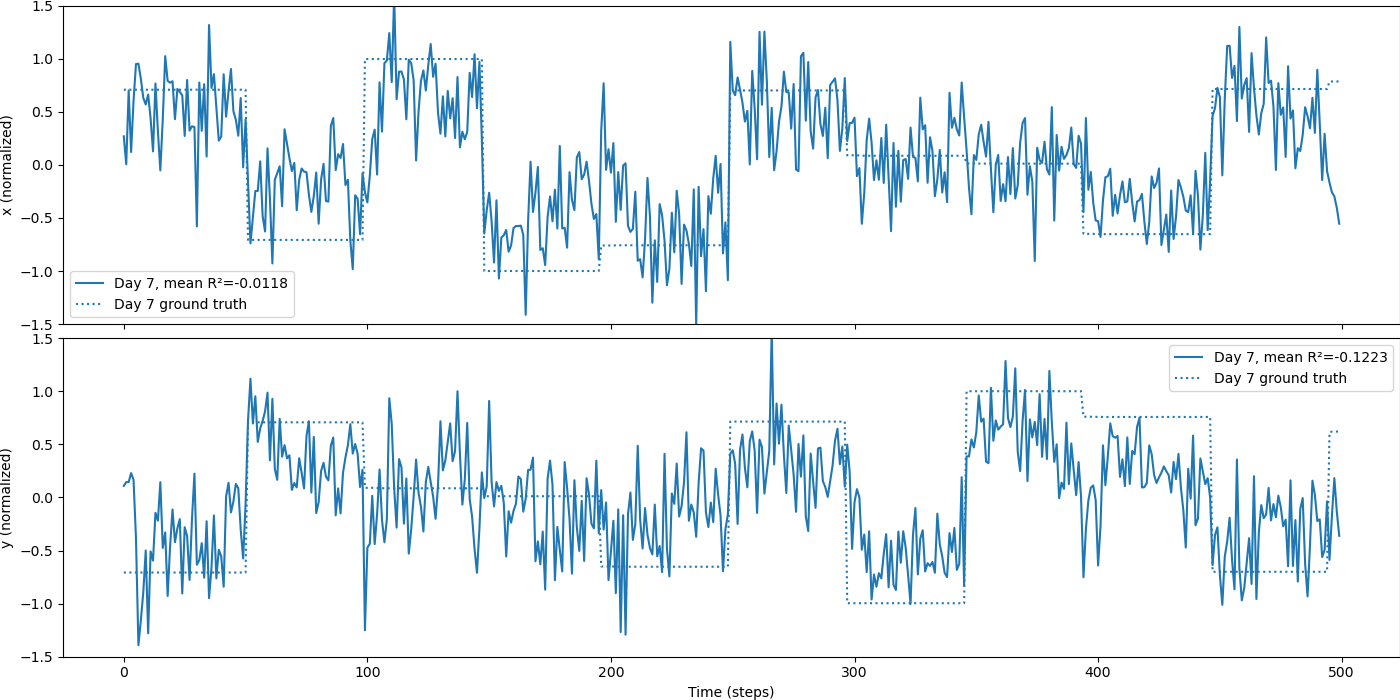 1.5
1.0
0.5
0.0
−0.5
−1.0
−1.5
x (normalized)
Day 7, mean R²=-0.0118
Day 7 ground truth
1.5
1.0
0.5
0.0
−0.5
−1.0
−1.5
y (normalized)
Day 7, mean R²=-0.1223
Day 7 ground truth
0 100 200 300 400 500
Time (steps)